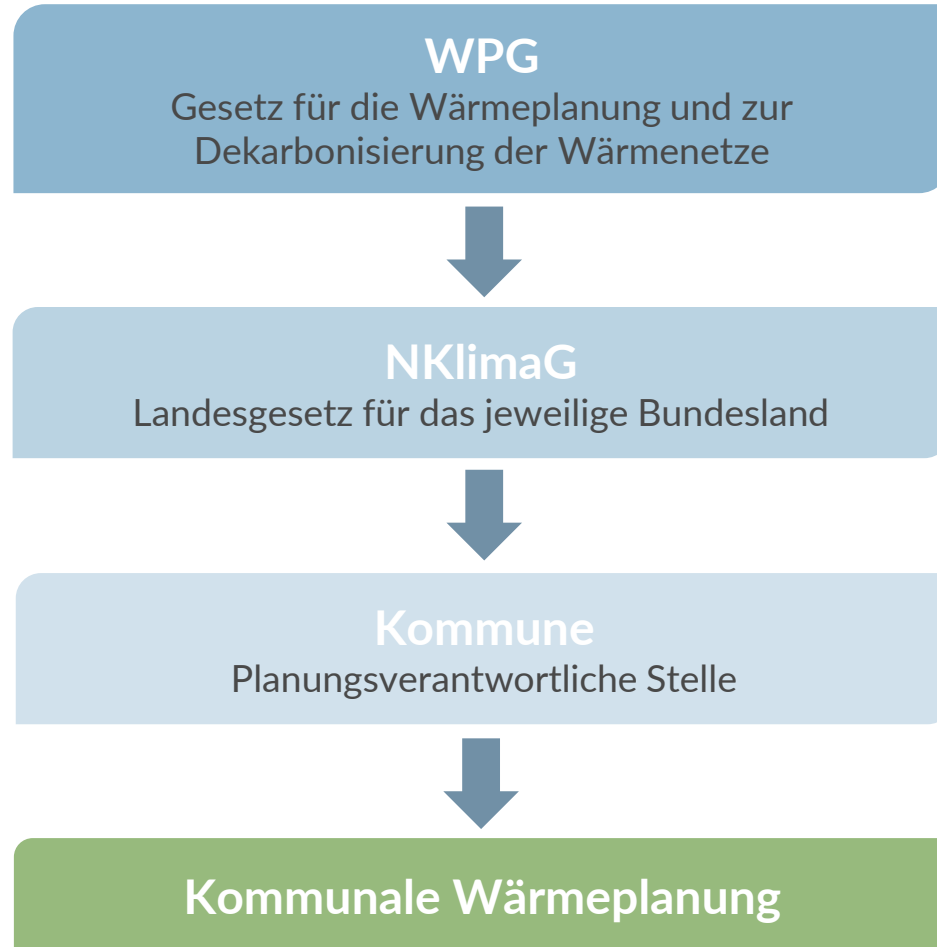 WPG
Gesetz für die Wärmeplanung und zur
Dekarbonisierung der Wärmenetze
NKlimaG
Landesgesetz für das jeweilige Bundesland
Kommune
Planungsverantwortliche Stelle
Kommunale Wärmeplanung